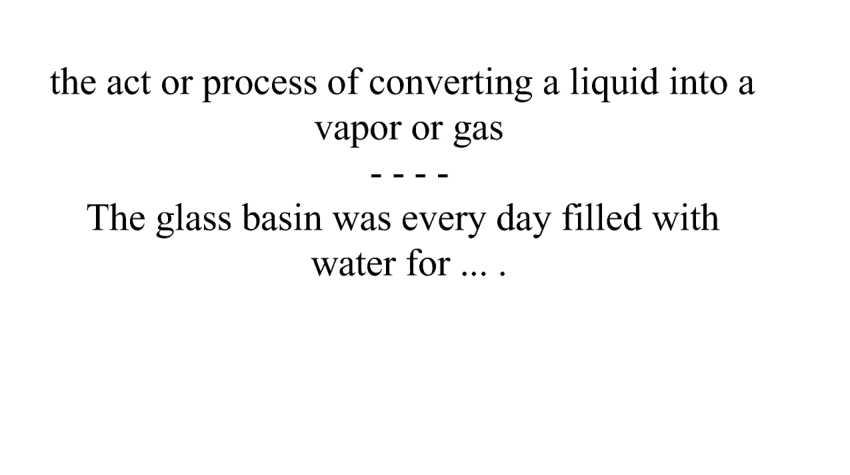 the act or process of converting a liquid into a
vapor or gas
- - - -
The glass basin was every day filled with
water for ... .